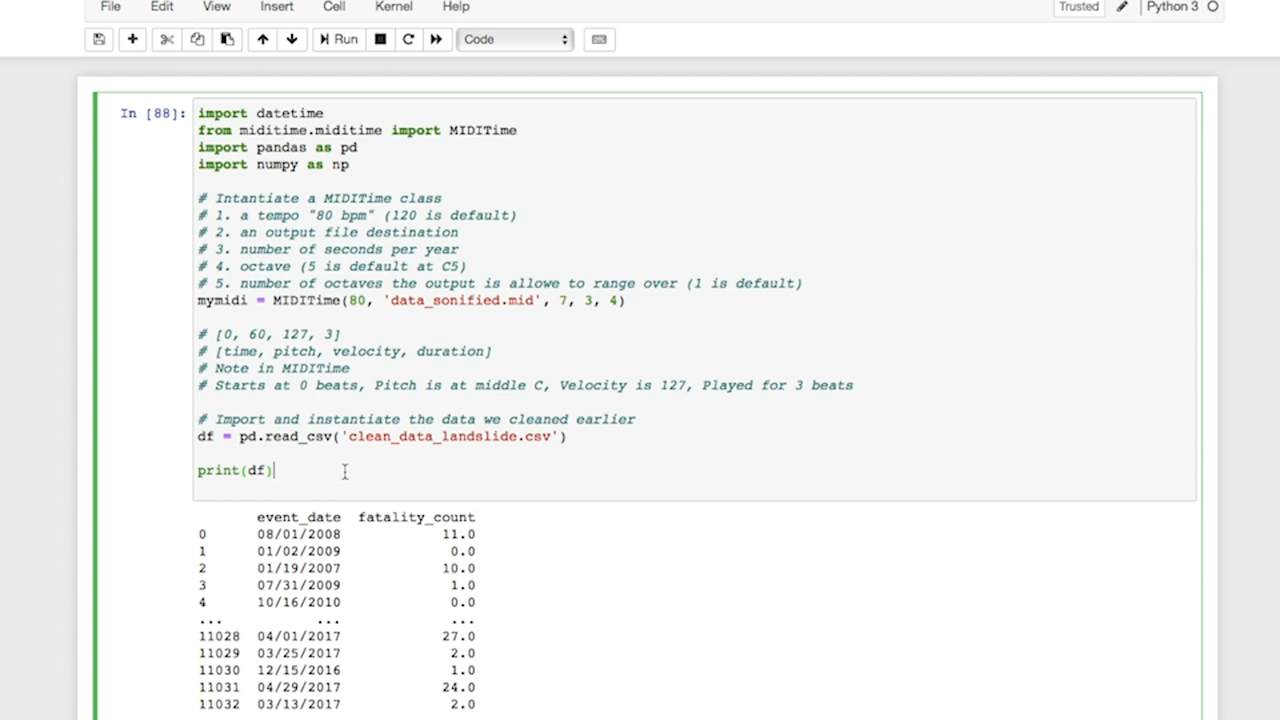 File Edit View Insert Cell Kernel Help Trusted Python 3
Run Code
In [88]: import datetime
from miditime.miditime import MIDITime
import pandas as pd
import numpy as np
# Intantiate a MIDITime class
# 1. a tempo "80 bpm" (120 is default)
# 2. an output file destination
# 3. number of seconds per year
# 4. octave (5 is default at C5)
# 5. number of octaves the output is allowe to range over (1 is default)
mymidi = MIDITime(80, 'data_sonified.mid', 7, 3, 4)
# [0, 60, 127, 3]
# [time, pitch, velocity, duration]
# Note in MIDITime
# Starts at 0 beats, Pitch is at middle C, Velocity is 127, Played for 3 beats
# Import and instantiate the data we cleaned earlier
df = pd.read_csv('clean_data_landslide.csv')
print(df)
event_date fatality_count
0 08/01/2008 11.0
1 01/02/2009 0.0
2 01/19/2007 10.0
3 07/31/2009 1.0
4 10/16/2010 0.0
... ... ...
11028 04/01/2017 27.0
11029 03/25/2017 2.0
11030 12/15/2016 1.0
11031 04/29/2017 24.0
11032 03/13/2017 2.0